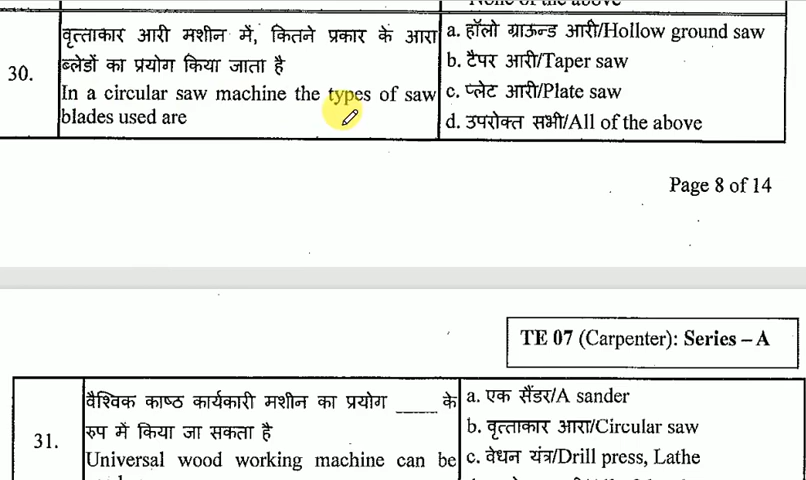 None of the above
30.
वृत्ताकार आरी मशीन में, कितने प्रकार के आरा
ब्लेडों का प्रयोग किया जाता है
In a circular saw machine the types of saw
blades used are
a. हॉलो ग्राऊन्ड आरी/Hollow ground saw
b. टैपर आरी/Taper saw
c. प्लेट आरी/Plate saw
d. उपरोक्त सभी/All of the above
Page 8 of 14
TE 07 (Carpenter): Series – A
31.
वैश्विक काष्ठ कार्यकारी मशीन का प्रयोग ____ के
रुप में किया जा सकता है
Universal wood working machine can be
a. एक सैंडर/A sander
b. वृत्ताकार आरा/Circular saw
c. वेधन यंत्र/Drill press, Lathe